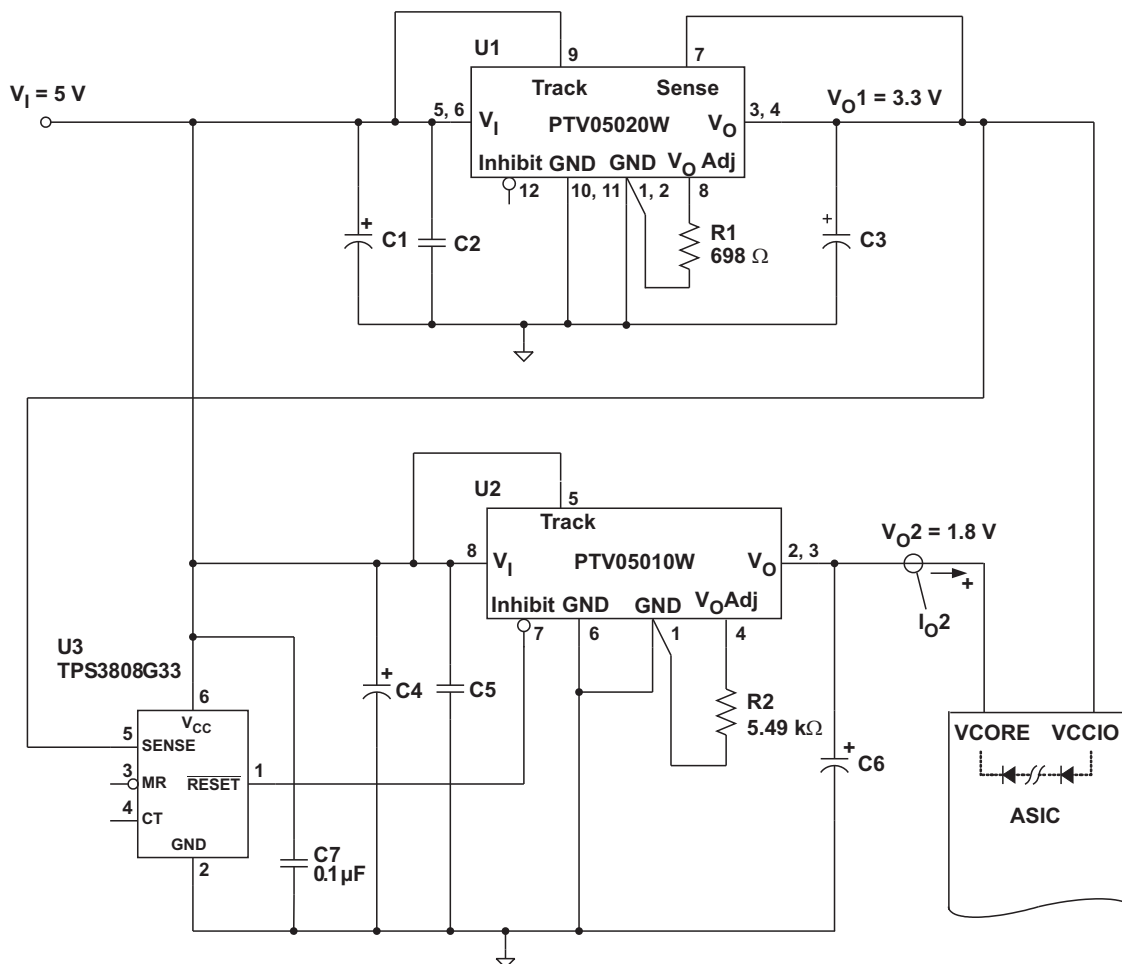 U1
9
7
V_I = 5 V
Track
Sense
V_O1 = 3.3 V
5, 6
V_I
PTV05020W
V_O
3, 4
Inhibit
GND
GND
V_O Adj
12
10, 11
1, 2
8
+
C1
C2
R1
698 Ω
+
C3
U2
5
Track
V_O2 = 1.8 V
8
V_I
PTV05010W
V_O
2, 3
+
Inhibit
GND
GND
V_OAdj
I_O2
7
6
1
4
U3
TPS3808G33
6
+
C4
C5
R2
5.49 kΩ
V_CC
5
SENSE
VCORE
VCCIO
+
C6
3
MR
RESET
1
4
CT
ASIC
GND
2
C7
0.1µF